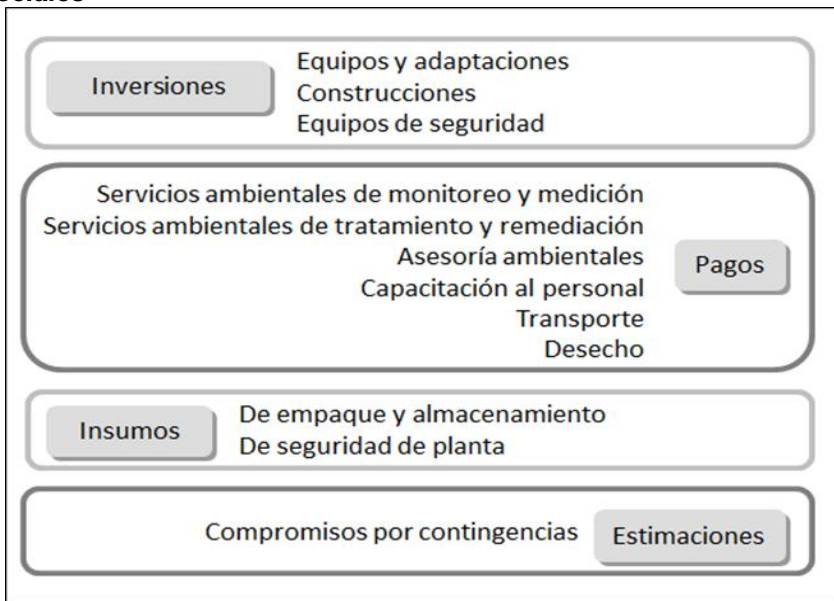 Inversiones
Equipos y adaptaciones
Construcciones
Equipos de seguridad
Servicios ambientales de monitoreo y medición
Servicios ambientales de tratamiento y remediación
Asesoría ambientales
Capacitación al personal
Transporte
Desecho
Pagos
Insumos
De empaque y almacenamiento
De seguridad de planta
Compromisos por contingencias
Estimaciones